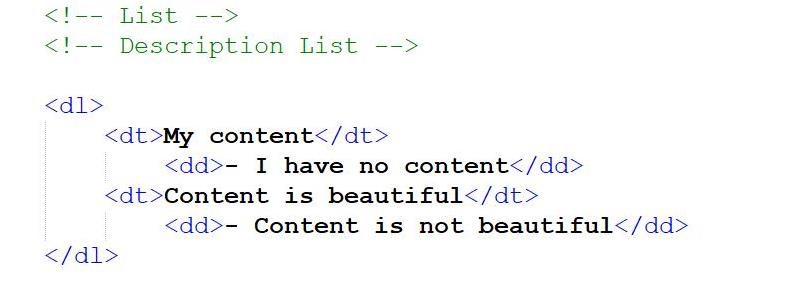 <!-- List -->
<!-- Description List -->
<dl>
<dt>My content</dt>
<dd>- I have no content</dd>
<dt>Content is beautiful</dt>
<dd>- Content is not beautiful</dd>
</dl>